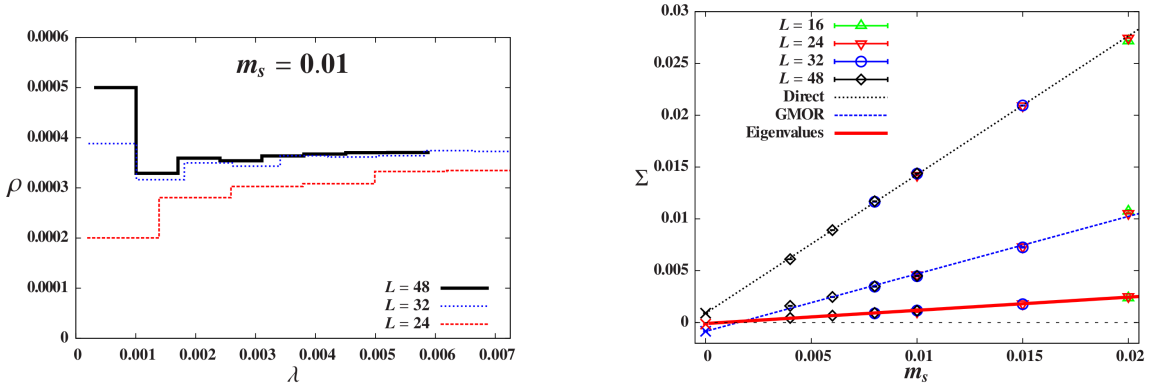 0.0006
0.0005
0.0004
0.0003
0.0002
0.0001
0
ρ
m_s = 0.01
L = 48
L = 32
L = 24
0 0.001 0.002 0.003 0.004 0.005 0.006 0.007
λ
0.03
0.025
0.02
0.015
0.01
0.005
0
Σ
L = 16
L = 24
L = 32
L = 48
Direct
GMOR
Eigenvalues
0 0.005 0.01 0.015 0.02
m_s